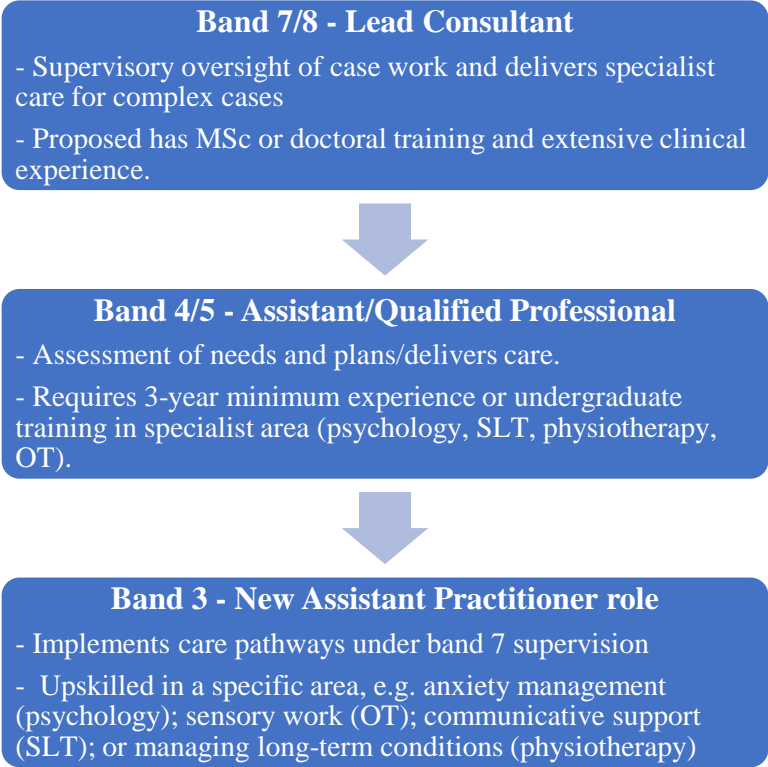 Band 7/8 - Lead Consultant
- Supervisory oversight of case work and delivers specialist
care for complex cases
- Proposed has MSc or doctoral training and extensive clinical
experience.
Band 4/5 - Assistant/Qualified Professional
- Assessment of needs and plans/delivers care.
- Requires 3-year minimum experience or undergraduate
training in specialist area (psychology, SLT, physiotherapy,
OT).
Band 3 - New Assistant Practitioner role
- Implements care pathways under band 7 supervision
- Upskilled in a specific area, e.g. anxiety management
(psychology); sensory work (OT); communicative support
(SLT); or managing long-term conditions (physiotherapy)